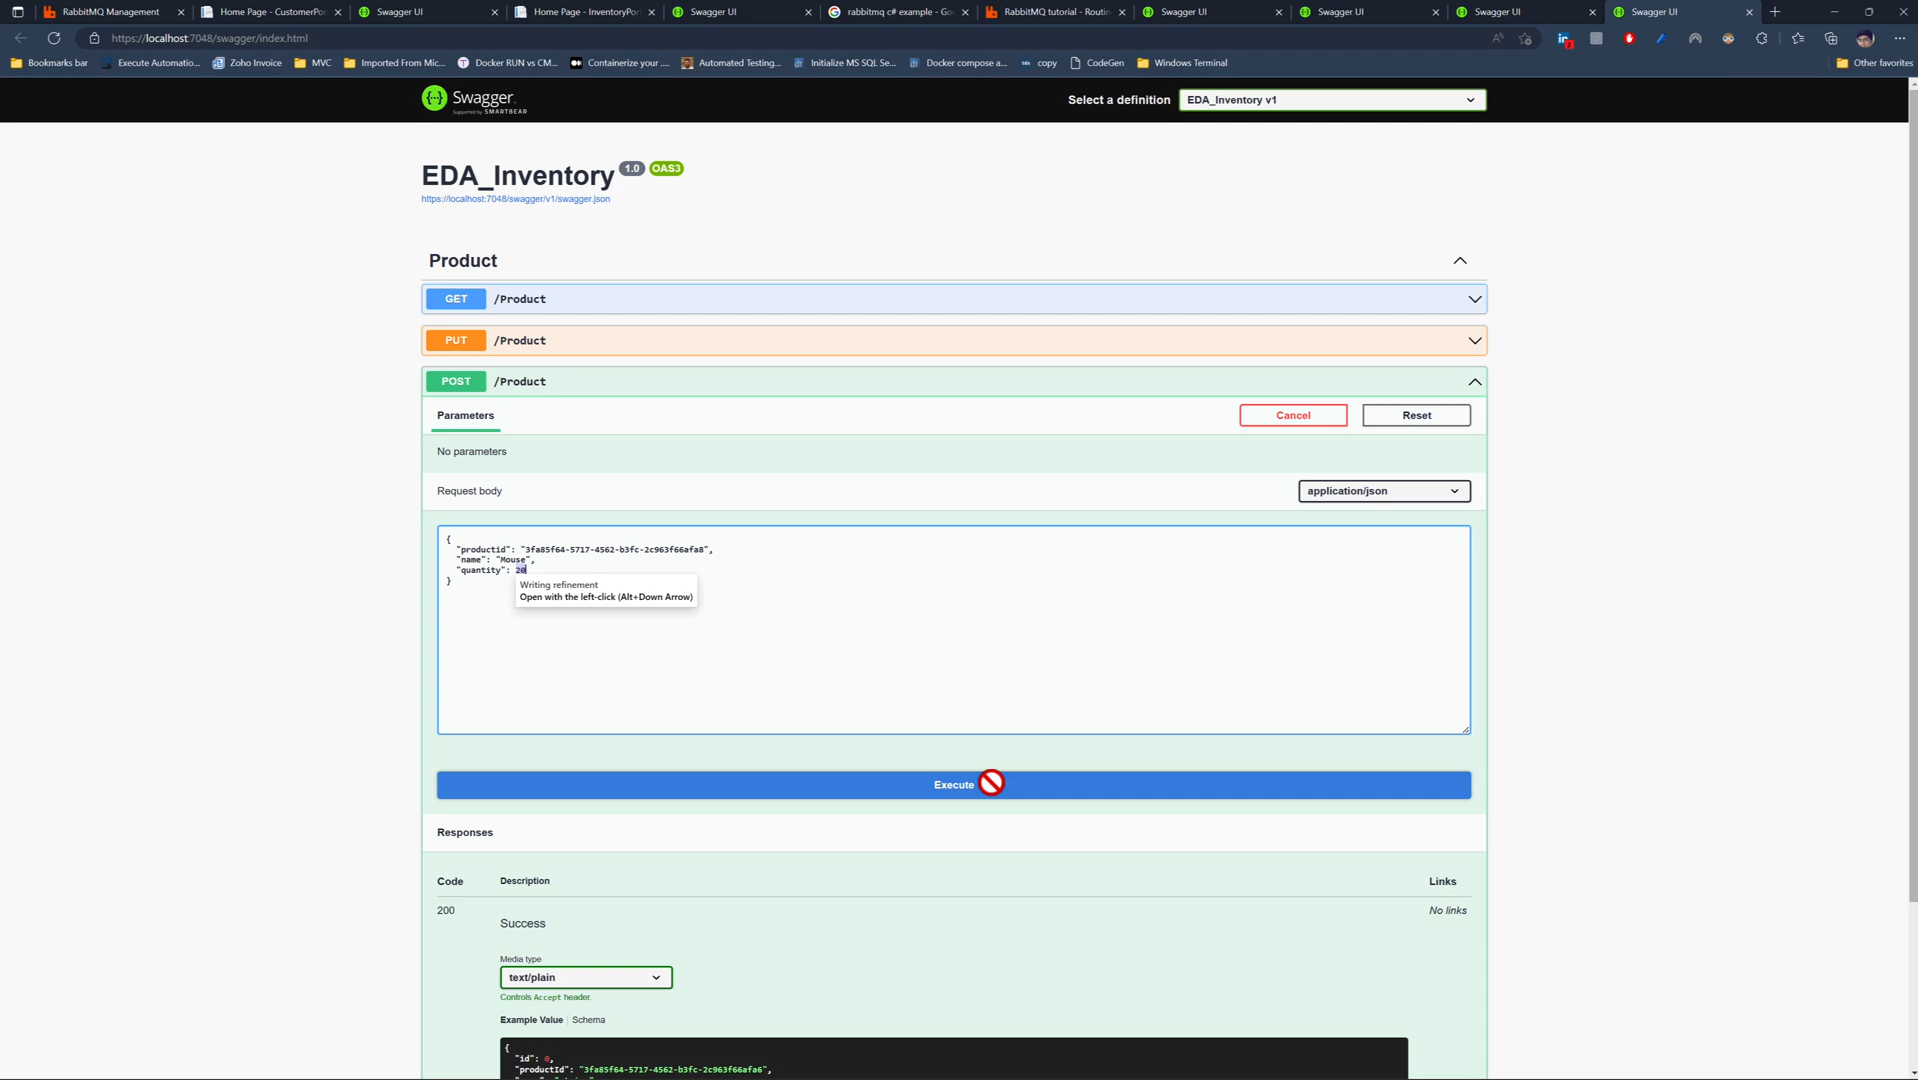 RabbitMQ Management
Home Page - CustomerPo
Swagger UI
Home Page - InventoryPor
Swagger UI
rabbitmq c# example - Go
RabbitMQ tutorial - Routin
Swagger UI
Swagger UI
Swagger UI
Swagger UI
https://localhost:7048/swagger/index.html
Bookmarks bar
Execute Automatio...
Zoho Invoice
MVC
Imported From Mic...
Docker RUN vs CM...
Containerize your ....
Automated Testing...
Initialize MS SQL Se...
Docker compose a...
copy
CodeGen
Windows Terminal
Other favorites
Swagger
Supported by SMARTBEAR
Select a definition
EDA_Inventory v1
EDA_Inventory 1.0 OAS3
https://localhost:7048/swagger/v1/swagger.json
Product
GET /Product
PUT /Product
POST /Product
Parameters
Cancel
Reset
No parameters
Request body
application/json
{
"productid": "3fa85f64-5717-4562-b3fc-2c963f66afa8",
"name": "Mouse",
"quantity": 20
}
Writing refinement
Open with the left-click (Alt+Down Arrow)
Execute
Responses
Code Description Links
200 Success No links
Media type
text/plain
Controls Accept header.
Example Value Schema
{
"id": 0,
"productId": "3fa85f64-5717-4562-b3fc-2c963f66afa6",